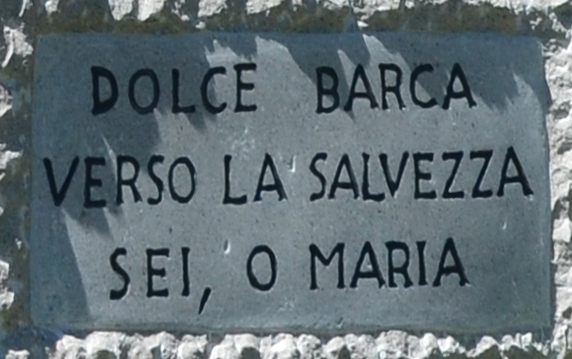 DOLCE BARCA
VERSO LA SALVEZZA
SEI, O MARIA